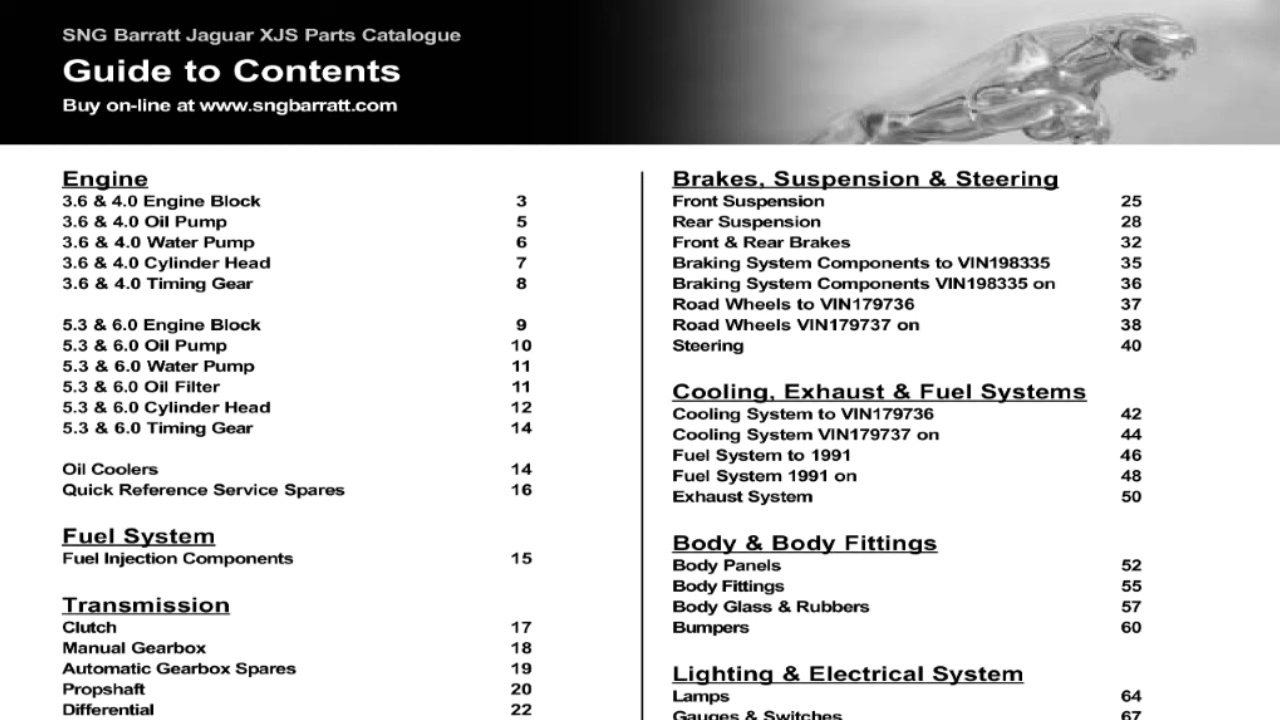 SNG Barratt Jaguar XJS Parts Catalogue
Guide to Contents
Buy on-line at www.sngbarratt.com
Engine
3.6 & 4.0 Engine Block 3
3.6 & 4.0 Oil Pump 5
3.6 & 4.0 Water Pump 6
3.6 & 4.0 Cylinder Head 7
3.6 & 4.0 Timing Gear 8
5.3 & 6.0 Engine Block 9
5.3 & 6.0 Oil Pump 10
5.3 & 6.0 Water Pump 11
5.3 & 6.0 Oil Filter 11
5.3 & 6.0 Cylinder Head 12
5.3 & 6.0 Timing Gear 14
Oil Coolers 14
Quick Reference Service Spares 16
Fuel System
Fuel Injection Components 15
Transmission
Clutch 17
Manual Gearbox 18
Automatic Gearbox Spares 19
Propshaft 20
Differential 22
Brakes, Suspension & Steering
Front Suspension 25
Rear Suspension 28
Front & Rear Brakes 32
Braking System Components to VIN198335 35
Braking System Components VIN198335 on 36
Road Wheels to VIN179736 37
Road Wheels VIN179737 on 38
Steering 40
Cooling, Exhaust & Fuel Systems
Cooling System to VIN179736 42
Cooling System VIN179737 on 44
Fuel System to 1991 46
Fuel System 1991 on 48
Exhaust System 50
Body & Body Fittings
Body Panels 52
Body Fittings 55
Body Glass & Rubbers 57
Bumpers 60
Lighting & Electrical System
Lamps 64
Gauges & Switches 67